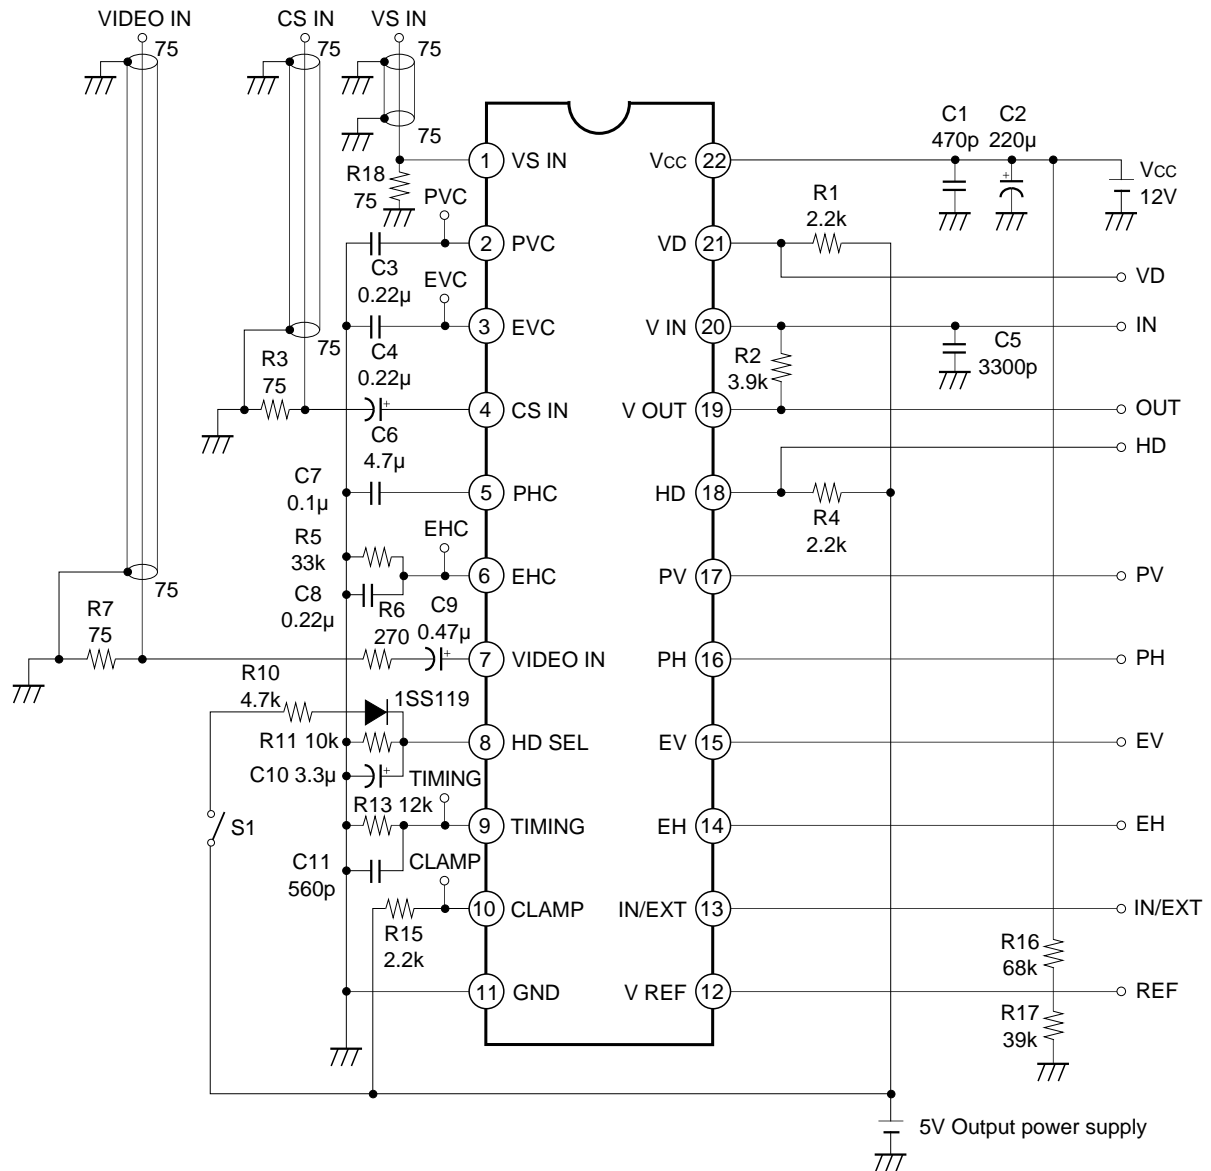 VIDEO IN
CS IN
VS IN
75
75
75
75
R18
75
PVC
C3
0.22µ
EVC
C4
0.22µ
75
R3
75
C6
4.7µ
C7
0.1µ
R5
33k
EHC
C8
0.22µ
R6
270
C9
0.47µ
75
R7
75
R10
4.7k
1SS119
R11 10k
C10 3.3µ
TIMING
R13 12k
S1
C11
560p
CLAMP
R15
2.2k
1 VS IN
2 PVC
3 EVC
4 CS IN
5 PHC
6 EHC
7 VIDEO IN
8 HD SEL
9 TIMING
10 CLAMP
11 GND
VCC 22
VD 21
V IN 20
V OUT 19
HD 18
PV 17
PH 16
EV 15
EH 14
IN/EXT 13
V REF 12
C1
470p
C2
220µ
VCC
12V
R1
2.2k
VD
IN
R2
3.9k
C5
3300p
OUT
HD
R4
2.2k
PV
PH
EV
EH
IN/EXT
R16
68k
REF
R17
39k
5V Output power supply